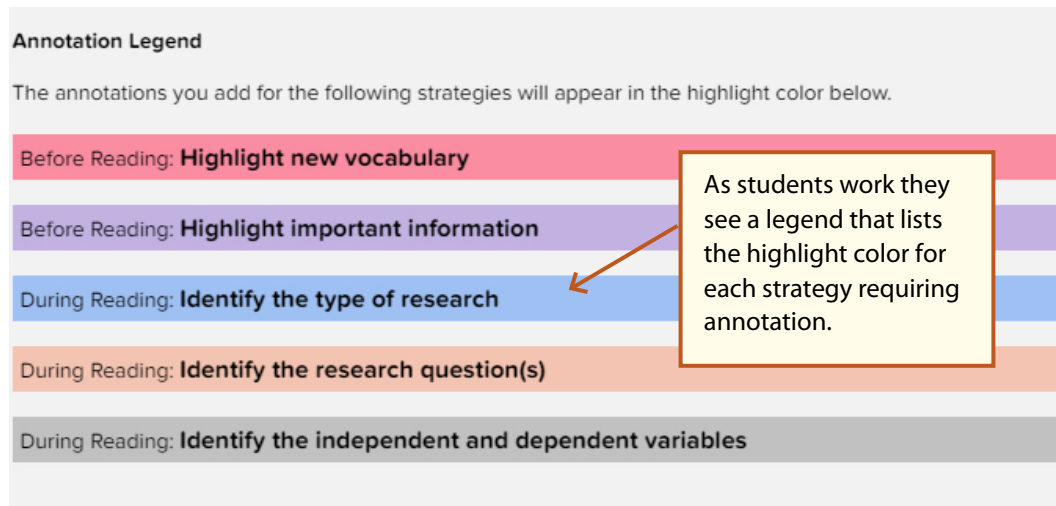 Annotation Legend
The annotations you add for the following strategies will appear in the highlight color below.
Before Reading: Highlight new vocabulary
Before Reading: Highlight important information
During Reading: Identify the type of research
During Reading: Identify the research question(s)
During Reading: Identify the independent and dependent variables
As students work they
see a legend that lists
the highlight color for
each strategy requiring
annotation.